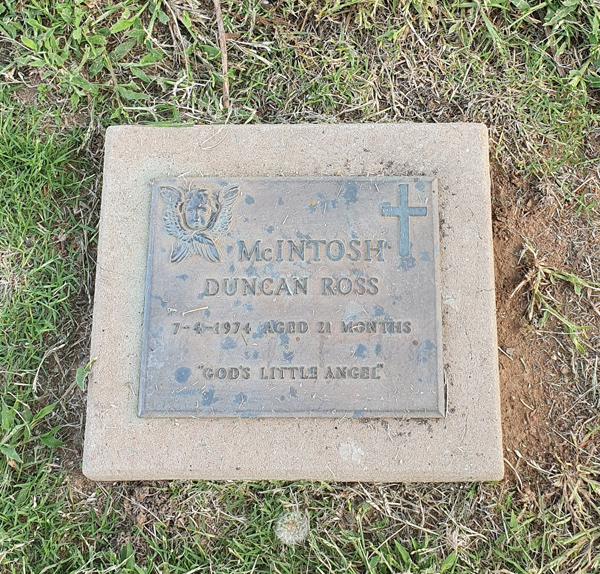 McINTOSH
DUNCAN ROSS
7-4-1974 AGED 21 MONTHS
"GOD'S LITTLE ANGEL"